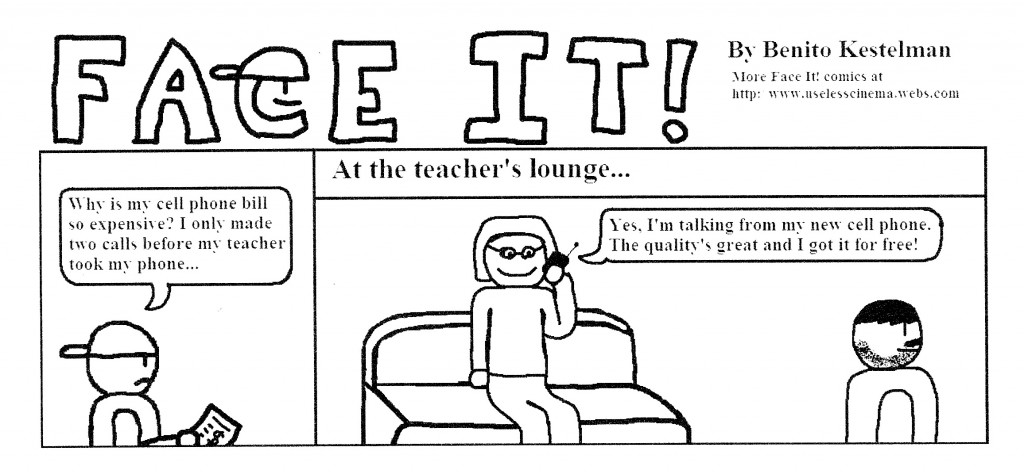 FACE IT!
By Benito Kestelman
More Face It! comics at
http: www.uselesscinema.webs.com
Why is my cell phone bill
so expensive? I only made
two calls before my teacher
took my phone...
At the teacher's lounge...
Yes, I'm talking from my new cell phone.
The quality's great and I got it for free!